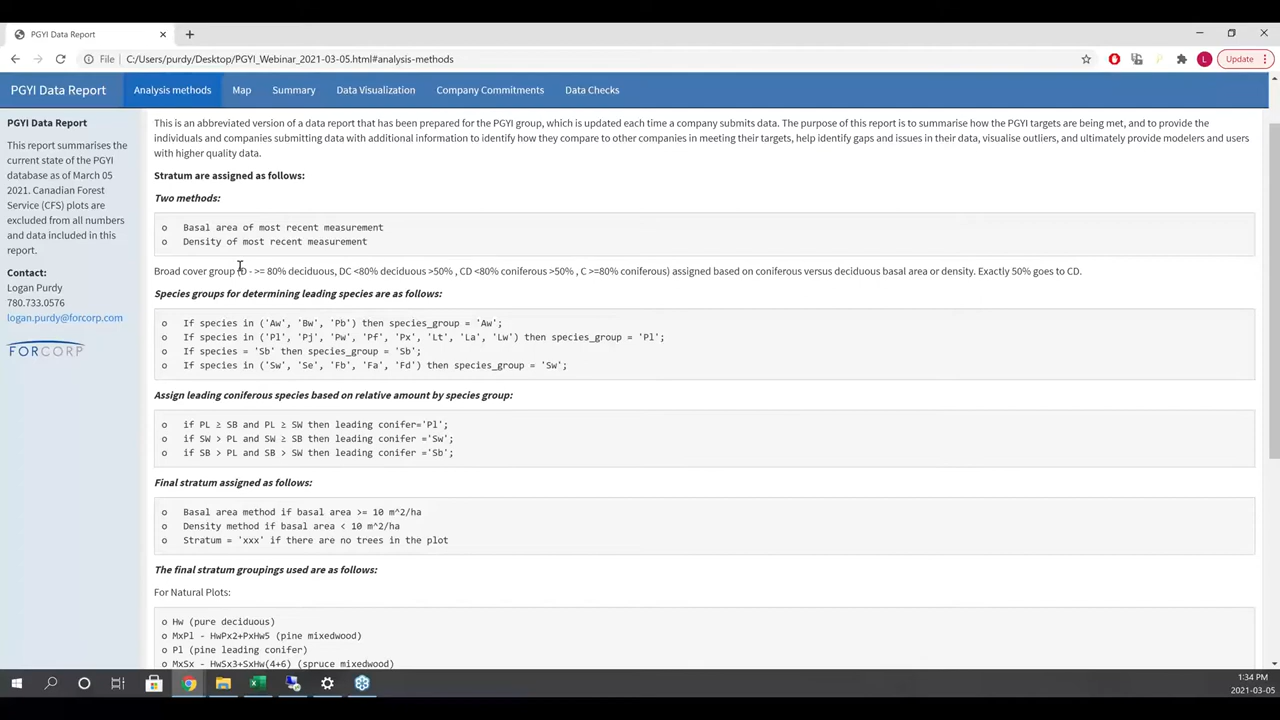 PGYI Data Report
File
C:/Users/purdy/Desktop/PGYI_Webinar_2021-03-05.html#analysis-methods
L
Update
PGYI Data Report
Analysis methods
Map
Summary
Data Visualization
Company Commitments
Data Checks
PGYI Data Report
This report summarises the
current state of the PGYI
database as of March 05
2021. Canadian Forest
Service (CFS) plots are
excluded from all numbers
and data included in this
report.
Contact:
Logan Purdy
780.733.0576
logan.purdy@forcorp.com
FORCORP
This is an abbreviated version of a data report that has been prepared for the PGYI group, which is updated each time a company submits data. The purpose of this report is to summarise how the PGYI targets are being met, and to provide the
individuals and companies submitting data with additional information to identify how they compare to other companies in meeting their targets, help identify gaps and issues in their data, visualise outliers, and ultimately provide modelers and users
with higher quality data.
Stratum are assigned as follows:
Two methods:
o Basal area of most recent measurement
o Density of most recent measurement
Broad cover group (D - >= 80% deciduous, DC <80% deciduous >50% , CD <80% coniferous >50% , C >=80% coniferous) assigned based on coniferous versus deciduous basal area or density. Exactly 50% goes to CD.
Species groups for determining leading species are as follows:
o If species in ('Aw', 'Bw', 'Pb') then species_group = 'Aw';
o If species in ('Pl', 'Pj', 'Pw', 'Pf', 'Px', 'Lt', 'La', 'Lw') then species_group = 'Pl';
o If species = 'Sb' then species_group = 'Sb';
o If species in ('Sw', 'Se', 'Fb', 'Fa', 'Fd') then species_group = 'Sw';
Assign leading coniferous species based on relative amount by species group:
o if PL ≥ SB and PL ≥ SW then leading conifer='Pl';
o if SW > PL and SW ≥ SB then leading conifer ='Sw';
o if SB > PL and SB > SW then leading conifer ='Sb';
Final stratum assigned as follows:
o Basal area method if basal area >= 10 m^2/ha
o Density method if basal area < 10 m^2/ha
o Stratum = 'xxx' if there are no trees in the plot
The final stratum groupings used are as follows:
For Natural Plots:
o Hw (pure deciduous)
o MxPl - HwPx2+PxHw5 (pine mixedwood)
o Pl (pine leading conifer)
o MxSx - HwSx3+SxHw(4+6) (spruce mixedwood)
1:34 PM
2021-03-05